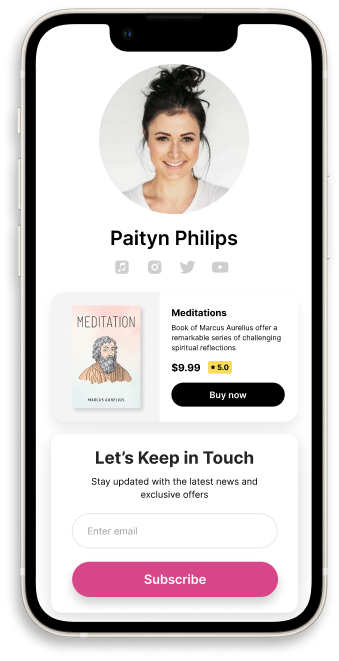 Paityn Philips
MEDITATION
MARCUS AURELIUS
Meditations
Book of Marcus Aurelius offer a
remarkable series of challenging
spiritual reflections
$9.99 ★ 5.0
Buy now
Let's Keep in Touch
Stay updated with the latest news and
exclusive offers
Enter email
Subscribe